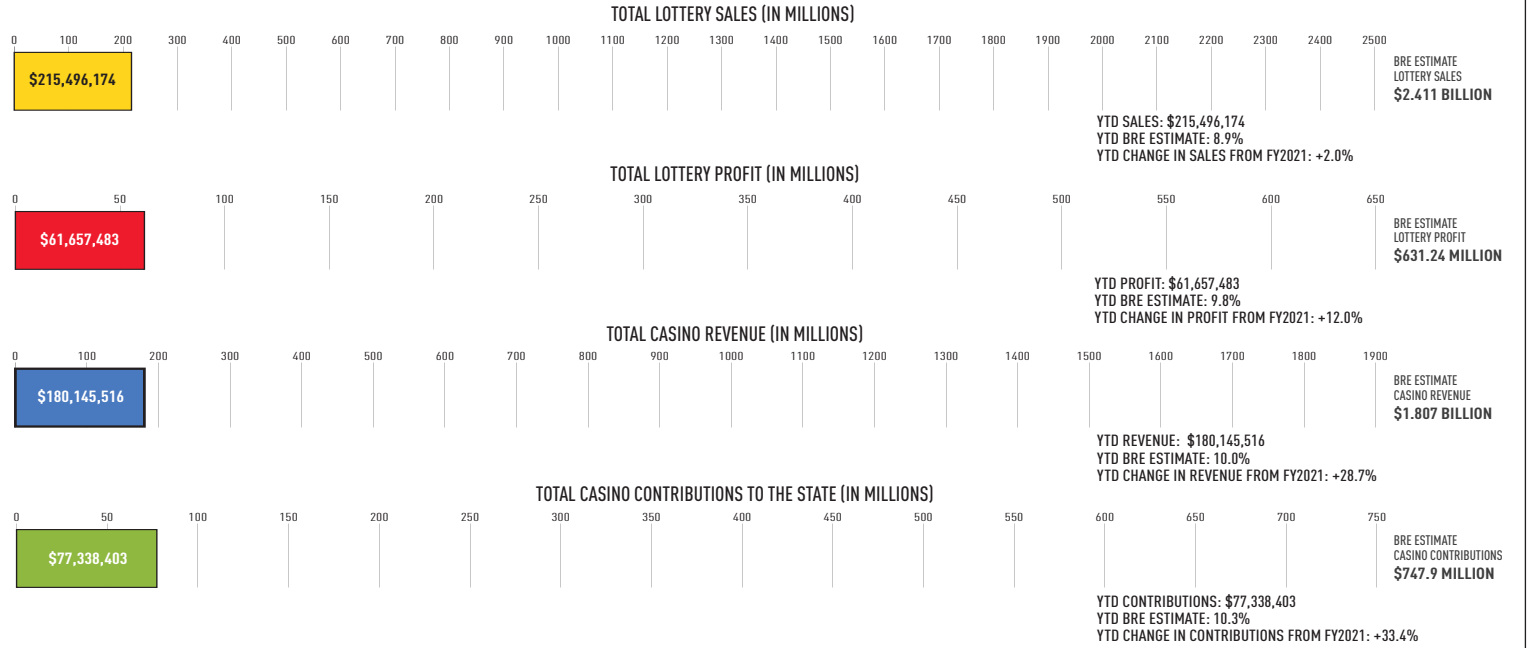 TOTAL LOTTERY SALES (IN MILLIONS)
0 100 200 300 400 500 600 700 800 900 1000 1100 1200 1300 1400 1500 1600 1700 1800 1900 2000 2100 2200 2300 2400 2500
$215,496,174
BRE ESTIMATE
LOTTERY SALES
$2.411 BILLION
YTD SALES: $215,496,174
YTD BRE ESTIMATE: 8.9%
YTD CHANGE IN SALES FROM FY2021: +2.0%
TOTAL LOTTERY PROFIT (IN MILLIONS)
0 50 100 150 200 250 300 350 400 450 500 550 600 650
$61,657,483
BRE ESTIMATE
LOTTERY PROFIT
$631.24 MILLION
YTD PROFIT: $61,657,483
YTD BRE ESTIMATE: 9.8%
YTD CHANGE IN PROFIT FROM FY2021: +12.0%
TOTAL CASINO REVENUE (IN MILLIONS)
0 100 200 300 400 500 600 700 800 900 1000 1100 1200 1300 1400 1500 1600 1700 1800 1900
$180,145,516
BRE ESTIMATE
CASINO REVENUE
$1.807 BILLION
YTD REVENUE: $180,145,516
YTD BRE ESTIMATE: 10.0%
YTD CHANGE IN REVENUE FROM FY2021: +28.7%
TOTAL CASINO CONTRIBUTIONS TO THE STATE (IN MILLIONS)
0 50 100 150 200 250 300 350 400 450 500 550 600 650 700 750
$77,338,403
BRE ESTIMATE
CASINO CONTRIBUTIONS
$747.9 MILLION
YTD CONTRIBUTIONS: $77,338,403
YTD BRE ESTIMATE: 10.3%
YTD CHANGE IN CONTRIBUTIONS FROM FY2021: +33.4%